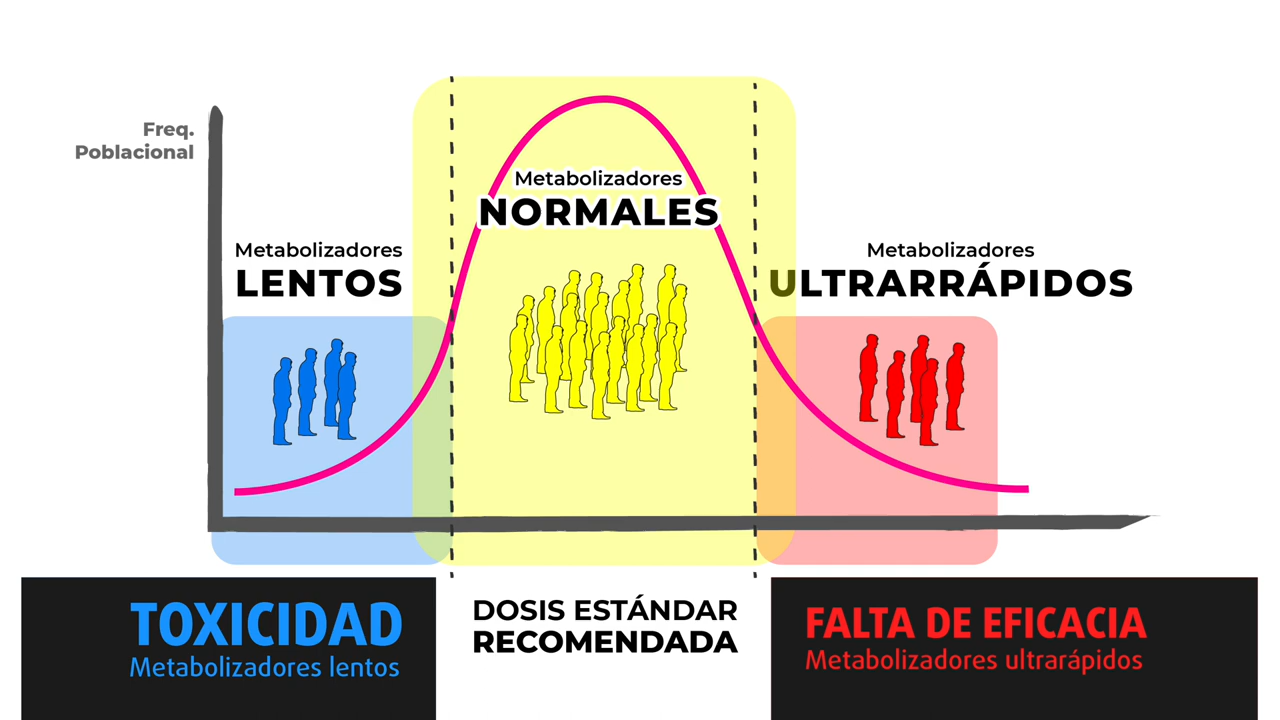 Freq.
Poblacional
Metabolizadores
NORMALES
Metabolizadores
LENTOS
Metabolizadores
ULTRARRÁPIDOS
TOXICIDAD
Metabolizadores lentos
DOSIS ESTÁNDAR
RECOMENDADA
FALTA DE EFICACIA
Metabolizadores ultrarápidos